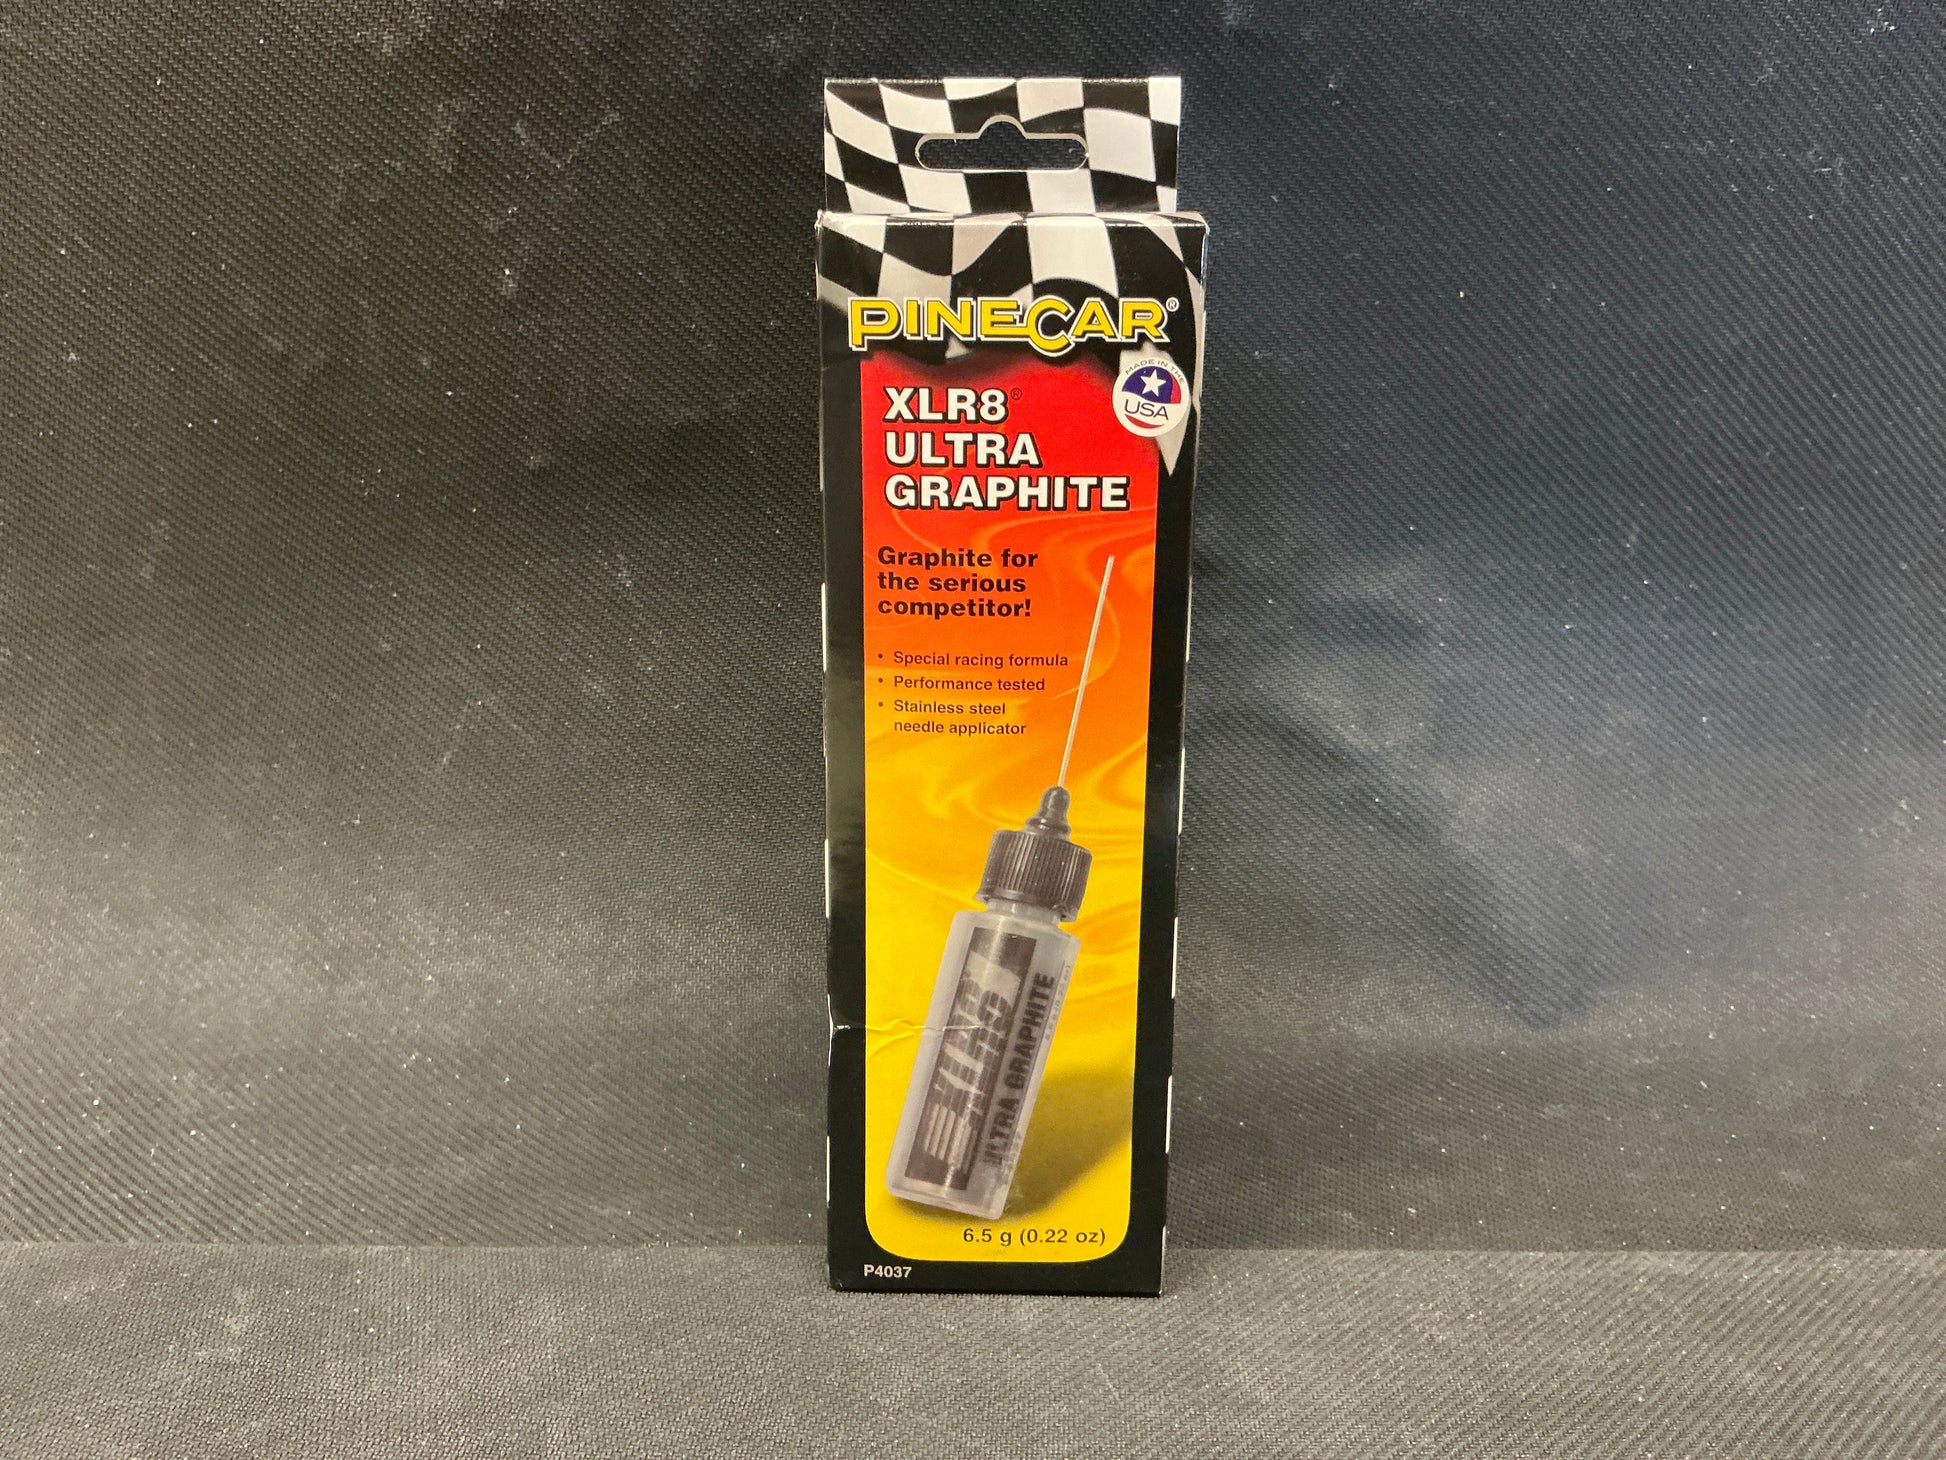 PINECAR®
MADE IN THE
USA
XLR8®
ULTRA
GRAPHITE
Graphite for
the serious
competitor!
• Special racing formula
• Performance tested
• Stainless steel
needle applicator
XLR8
ULTRA GRAPHITE
6.5 g (0.22 oz)
P4037